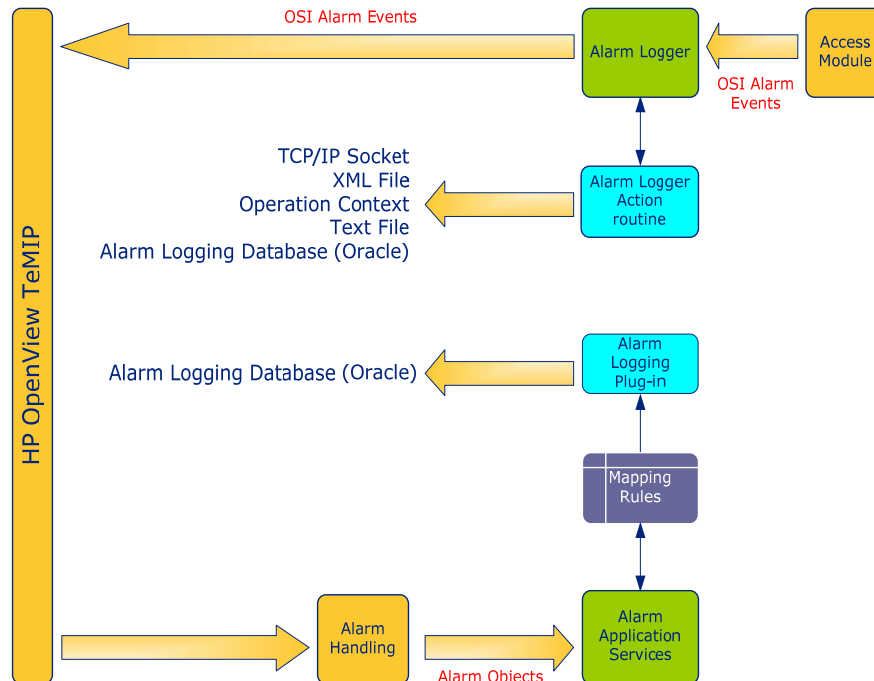 OSI Alarm Events
Alarm Logger
Access
Module
OSI Alarm
Events
TCP/IP Socket
XML File
Operation Context
Text File
Alarm Logging Database (Oracle)
Alarm Logger
Action
routine
HP OpenView TeMIP
Alarm Logging Database (Oracle)
Alarm
Logging
Plug-in
Mapping
Rules
Alarm
Handling
Alarm Objects
Alarm
Application
Services